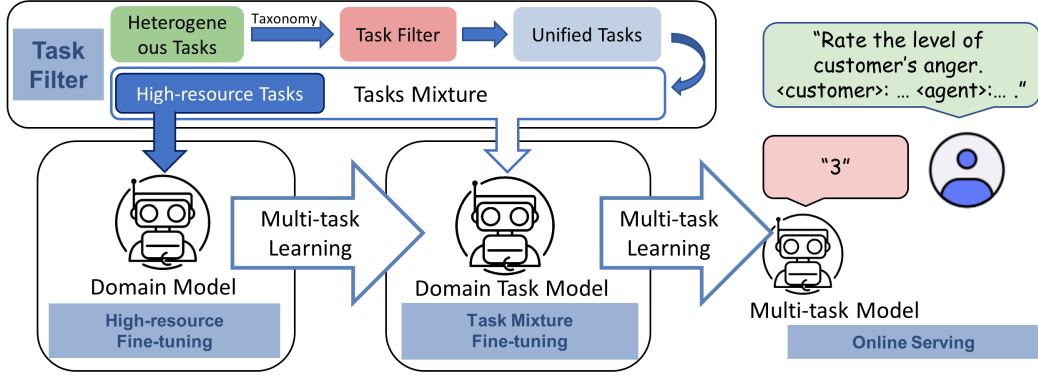 Task
Filter
Heterogene
ous Tasks
Taxonomy
Task Filter
Unified Tasks
High-resource Tasks
Tasks Mixture
"Rate the level of
customer's anger.
<customer>: … <agent>:… ."
"3"
Multi-task
Learning
Multi-task
Learning
Domain Model
Domain Task Model
Multi-task Model
High-resource
Fine-tuning
Task Mixture
Fine-tuning
Online Serving